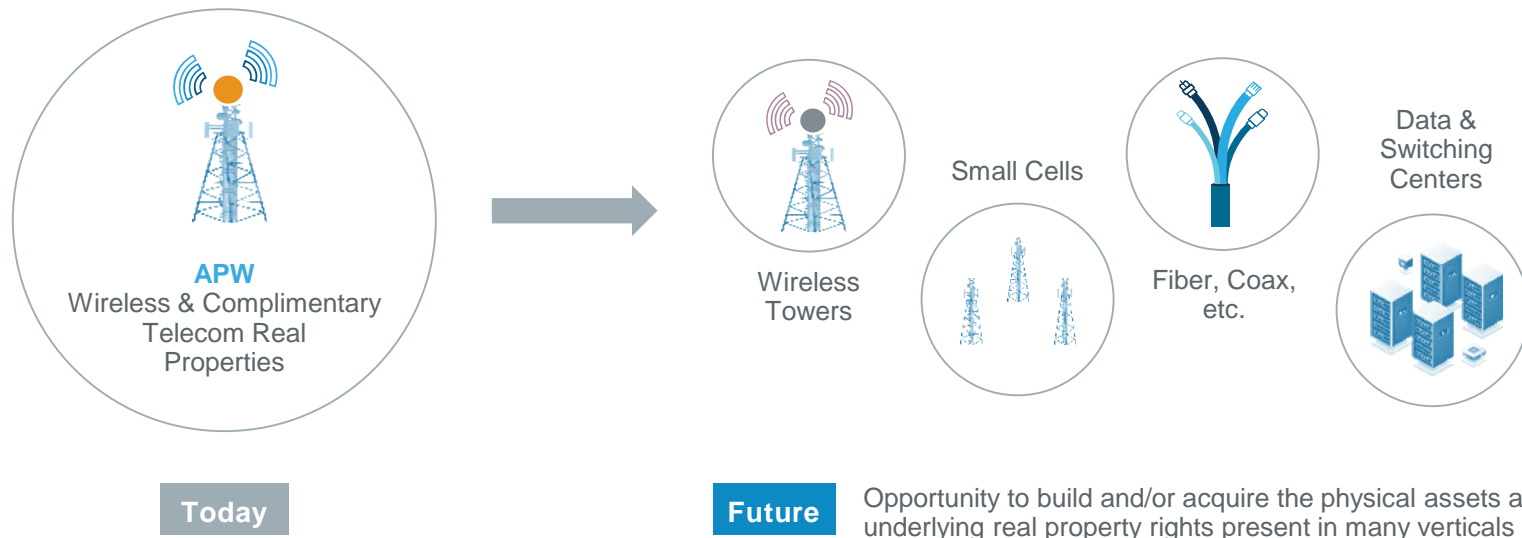 APW
Wireless & Complimentary
Telecom Real
Properties
Today
Wireless
Towers
Small Cells
Fiber, Coax,
etc.
Data &
Switching
Centers
Future
Opportunity to build and/or acquire the physical assets
underlying real property rights present in many verticals